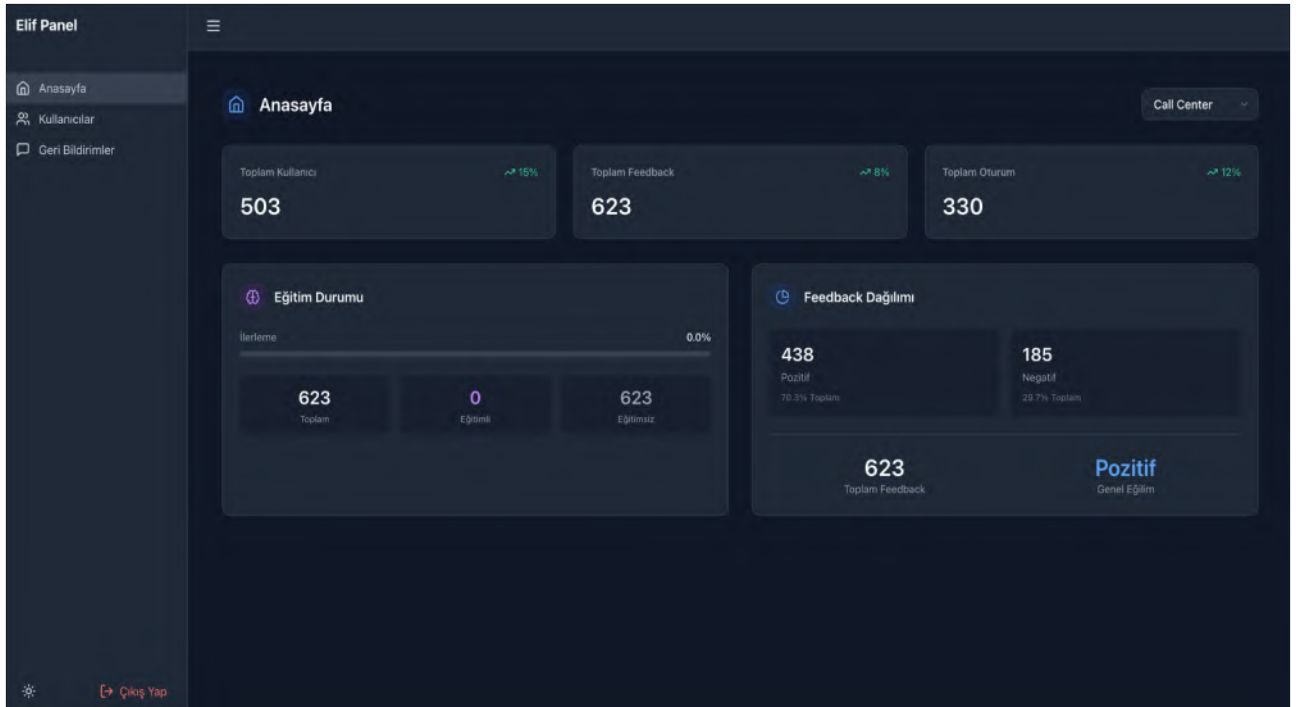 Elif Panel
Anasayfa
Kullanıcılar
Geri Bildirimler
Çıkış Yap
Anasayfa
Call Center
Toplam Kullanıcı
15%
503
Toplam Feedback
8%
623
Toplam Oturum
12%
330
Eğitim Durumu
İlerleme
0.0%
623
Toplam
0
Eğitimli
623
Eğitimsiz
Feedback Dağılımı
438
Pozitif
70.3% Toplam
185
Negatif
29.7% Toplam
623
Toplam Feedback
Pozitif
Genel Eğilim